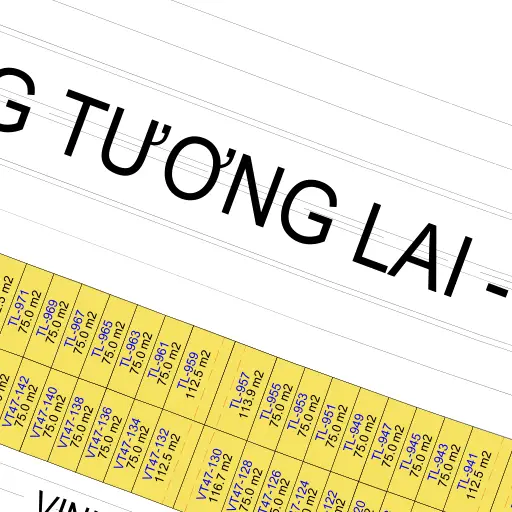 G TƯƠNG LAI -
TL-971
75.0 m2
TL-969
75.0 m2
TL-967
75.0 m2
TL-965
75.0 m2
TL-963
75.0 m2
TL-961
75.0 m2
TL-959
112.5 m2
TL-957
113.9 m2
TL-955
75.0 m2
TL-953
75.0 m2
TL-951
75.0 m2
TL-949
75.0 m2
TL-947
75.0 m2
TL-945
75.0 m2
TL-943
75.0 m2
TL-941
112.5 m2
VT47-142
75.0 m2
VT47-140
75.0 m2
VT47-138
75.0 m2
VT47-136
75.0 m2
VT47-134
75.0 m2
VT47-132
112.5 m2
VT47-130
116.7 m2
VT47-128
75.0 m2
126
75.0 m2
124
75.0 m2
122